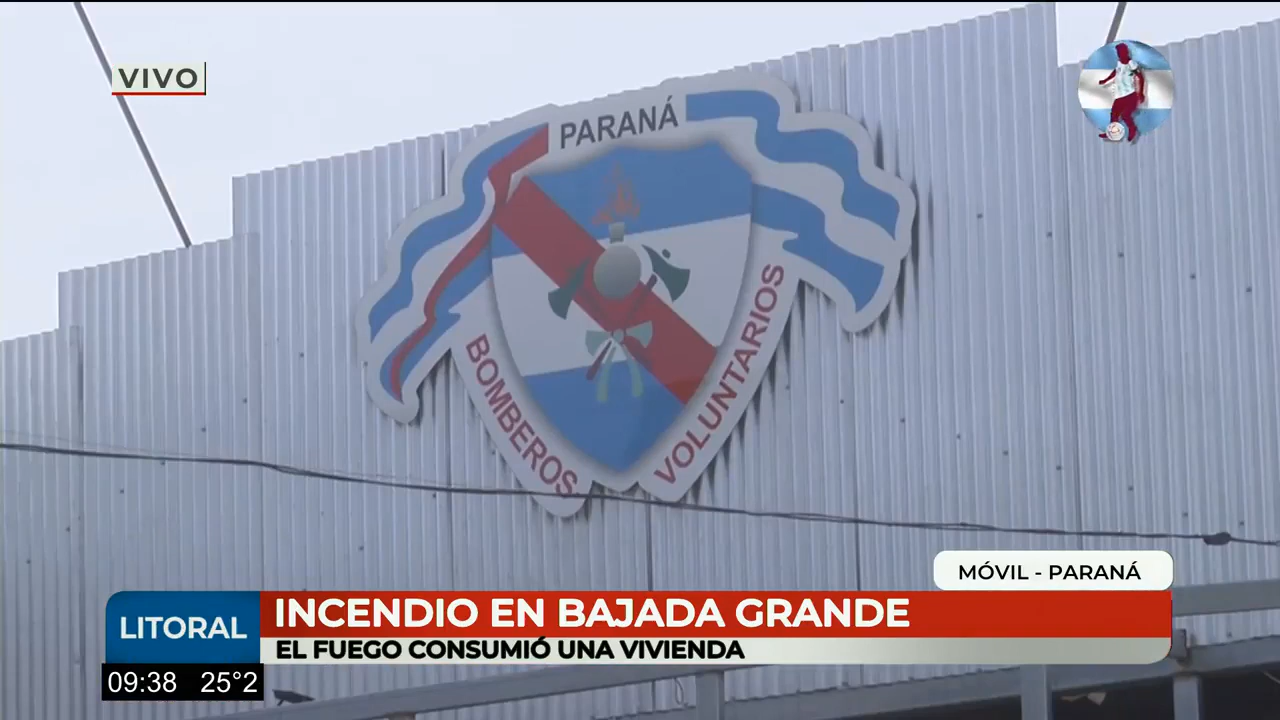 VIVO
PARANÁ
BOMBEROS
VOLUNTARIOS
MÓVIL - PARANÁ
LITORAL
INCENDIO EN BAJADA GRANDE
EL FUEGO CONSUMIÓ UNA VIVIENDA
09:38 25°2